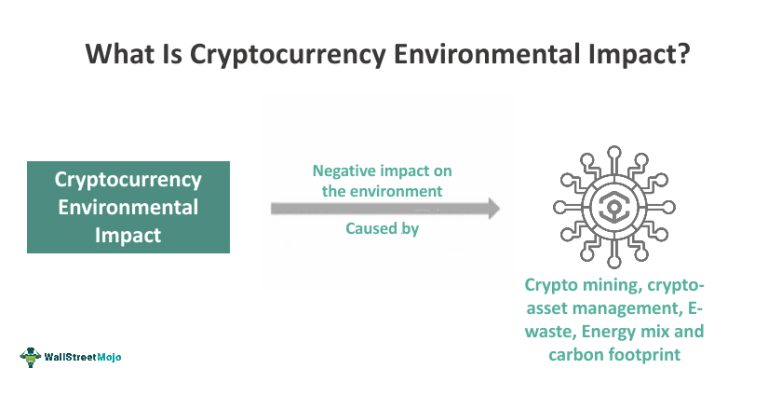 What Is Cryptocurrency Environmental Impact?
Cryptocurrency
Environmental
Impact
Negative impact on
the environment
Caused by
Crypto mining, crypto-
asset management, E-
waste, Energy mix and
carbon footprint
WallStreetMojo